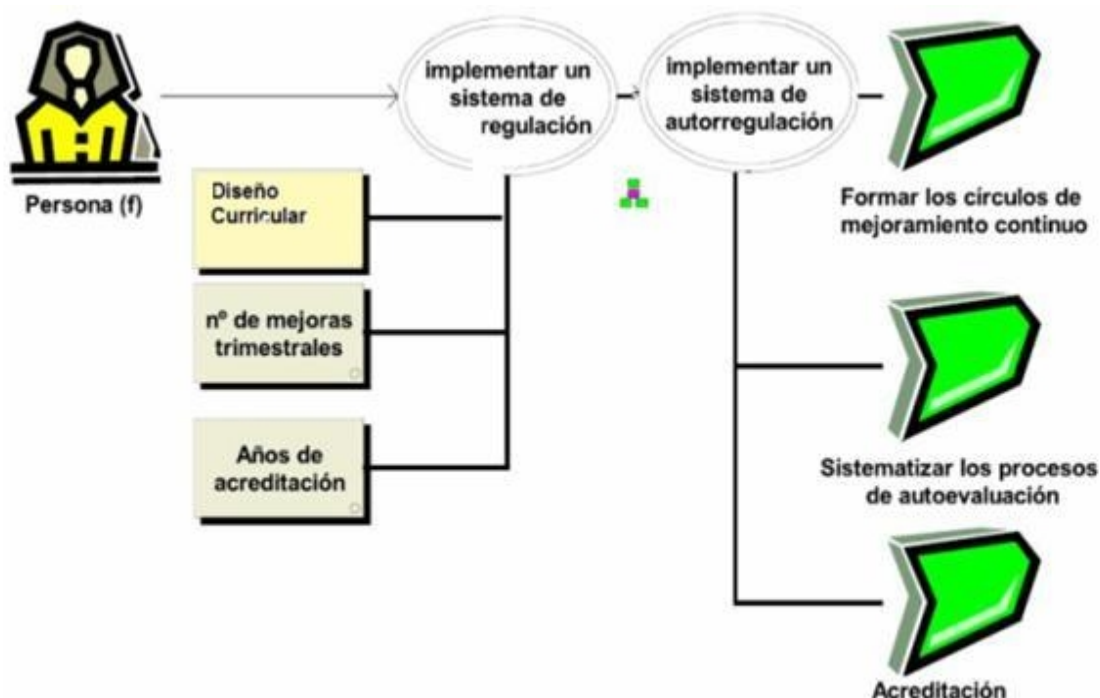 implementar un
sistema de
regulación
implementar un
sistema de
autorregulación
Persona (f)
Diseño
Curricular
nº de mejoras
trimestrales
Años de
acreditación
Formar los círculos de
mejoramiento continuo
Sistematizar los procesos
de autoevaluación
Acreditación